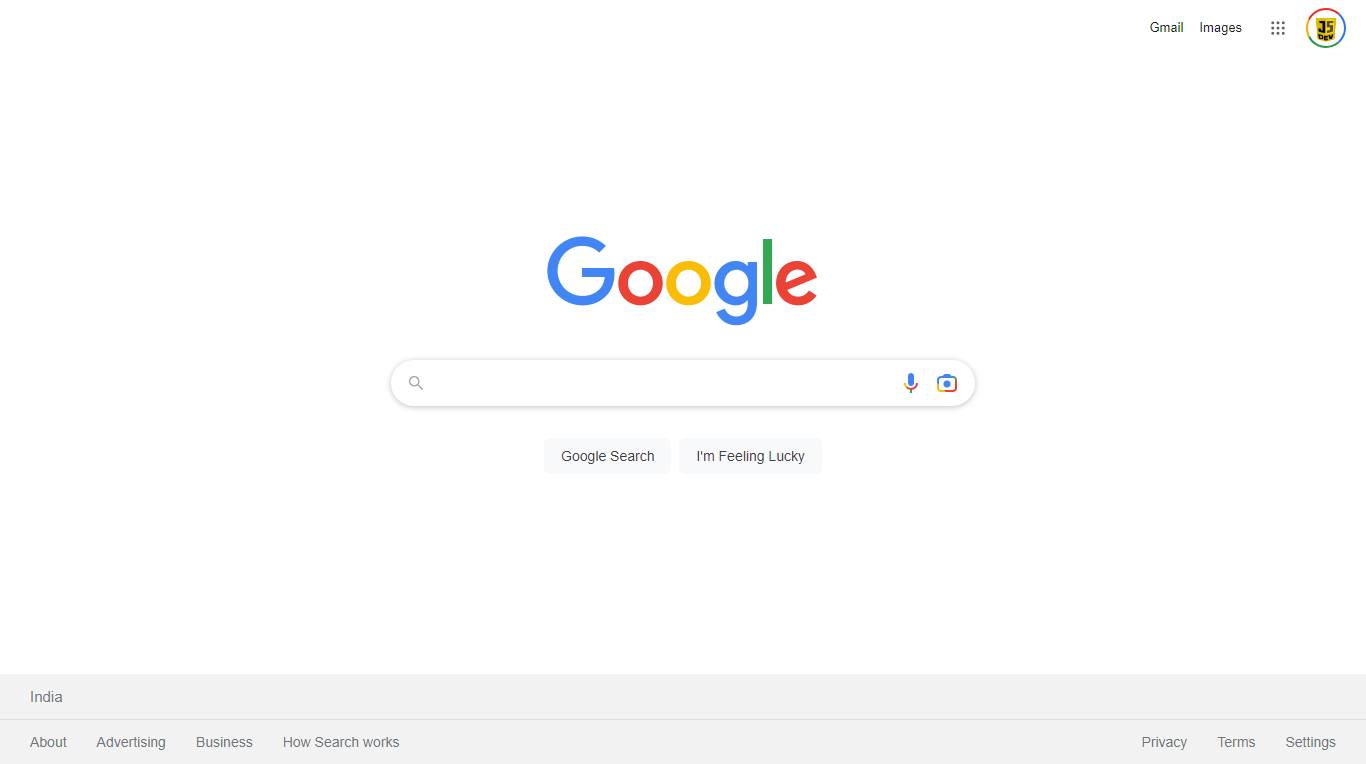 Gmail Images
JS
DEV
Google
Google Search I'm Feeling Lucky
India
About Advertising Business How Search works Privacy Terms Settings